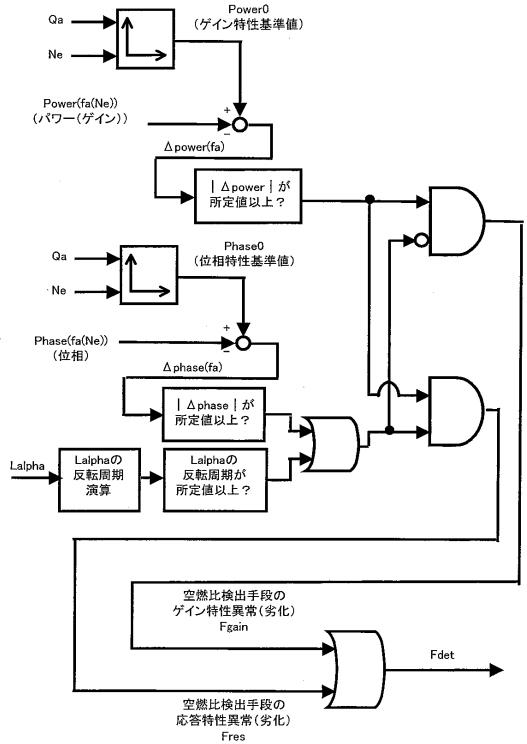 Qa
Ne
Power0
(ゲイン特性基準値)
Power(fa(Ne))
(パワー(ゲイン))
+
−
Δpower(fa)
|Δpower|が
所定値以上?
Qa
Ne
Phase0
(位相特性基準値)
Phase(fa(Ne))
(位相)
+
−
Δphase(fa)
|Δphase|が
所定値以上?
Lalpha
Lalphaの
反転周期
演算
Lalphaの
反転周期が
所定値以上?
空燃比検出手段の
ゲイン特性異常(劣化)
Fgain
Fdet
空燃比検出手段の
応答特性異常(劣化)
Fres